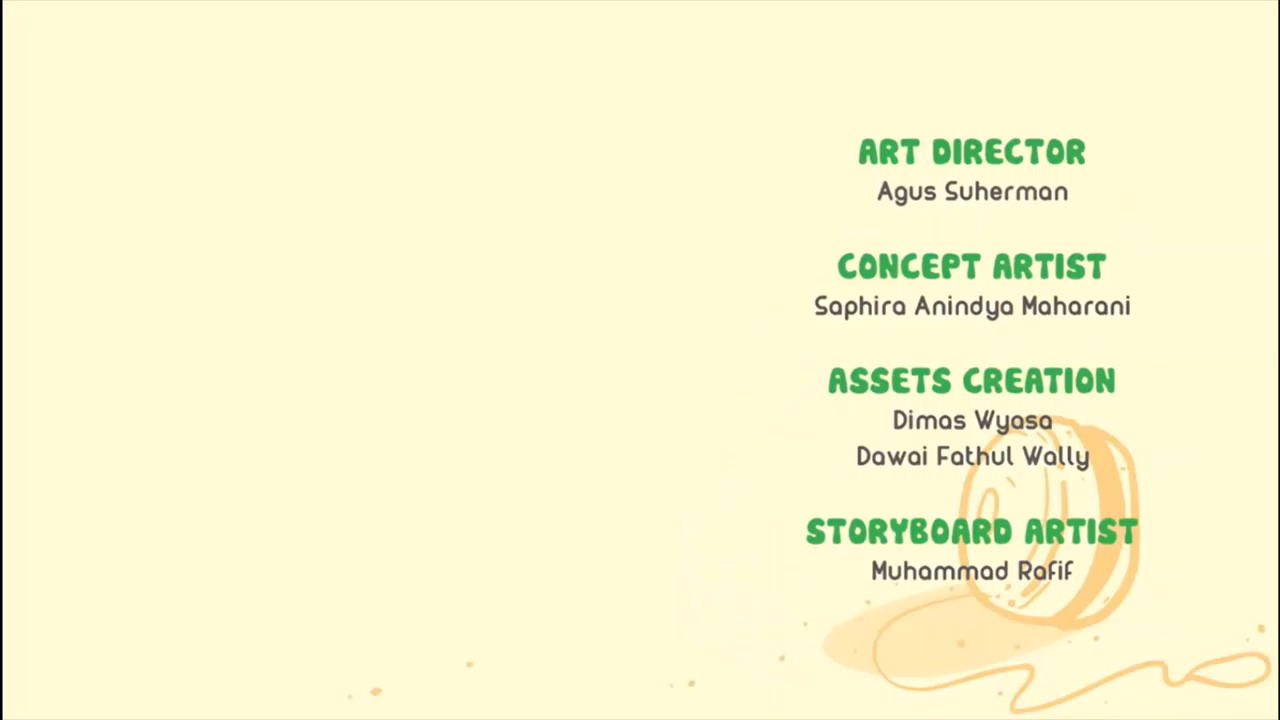 ART DIRECTOR
Agus Suherman
CONCEPT ARTIST
Saphira Anindya Maharani
ASSETS CREATION
Dimas Wyasa
Dawai Fathul Wally
STORYBOARD ARTIST
Muhammad Rafif